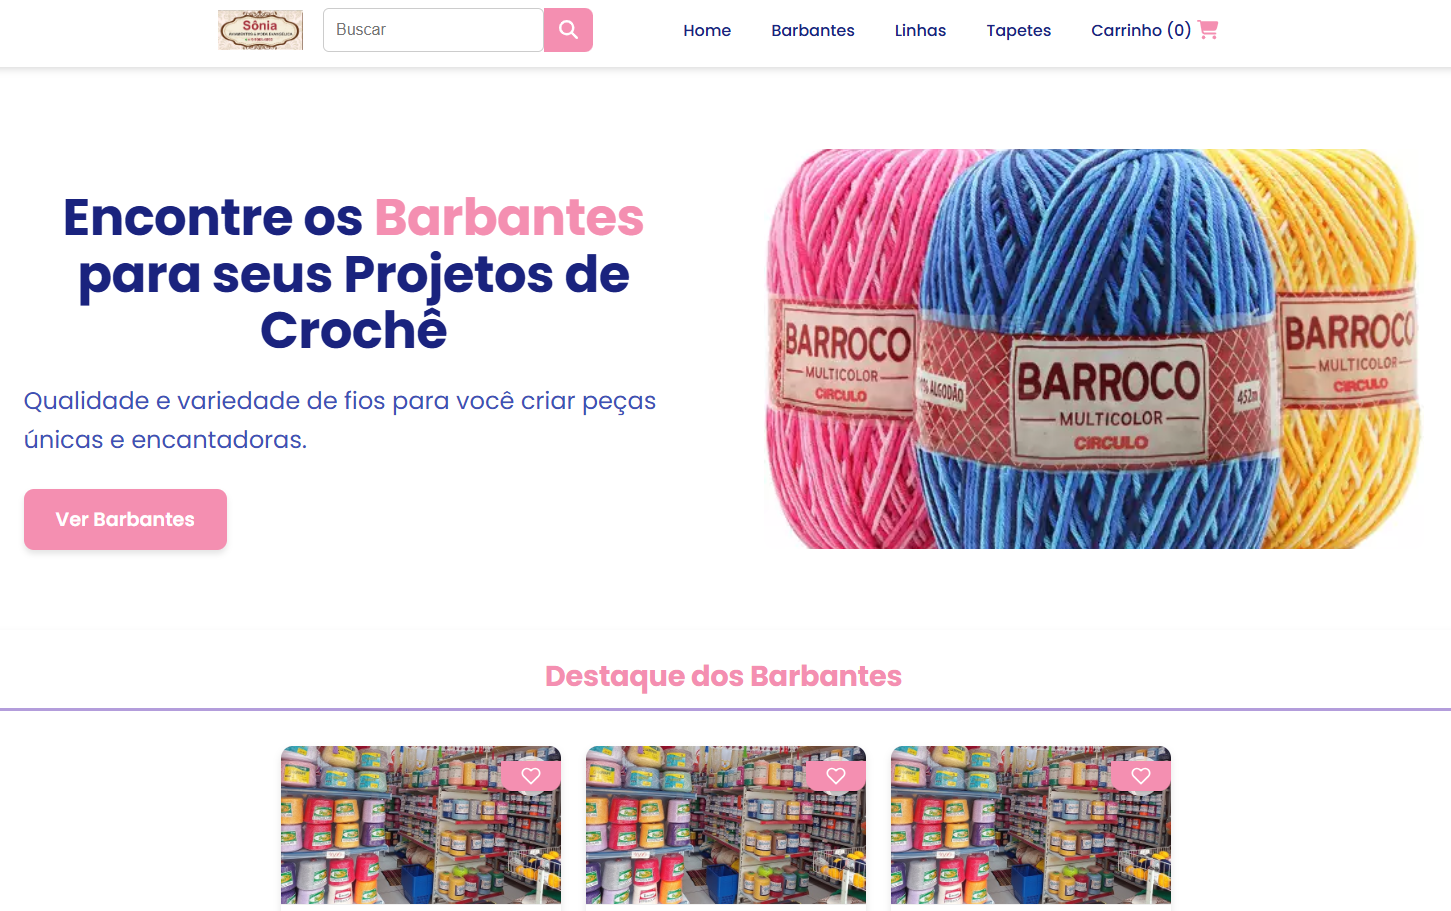 Sônia
Buscar
Home
Barbantes
Linhas
Tapetes
Carrinho (0)
Encontre os Barbantes
para seus Projetos de
Crochê
Qualidade e variedade de fios para você criar peças
únicas e encantadoras.
Ver Barbantes
BARROCO
MULTICOLOR
CIRCULO
100% ALGODÃO
BARROCO
MULTICOLOR
CIRCULO
452m
BARROCO
MULTICOLOR
CIRCULO
Destaque dos Barbantes